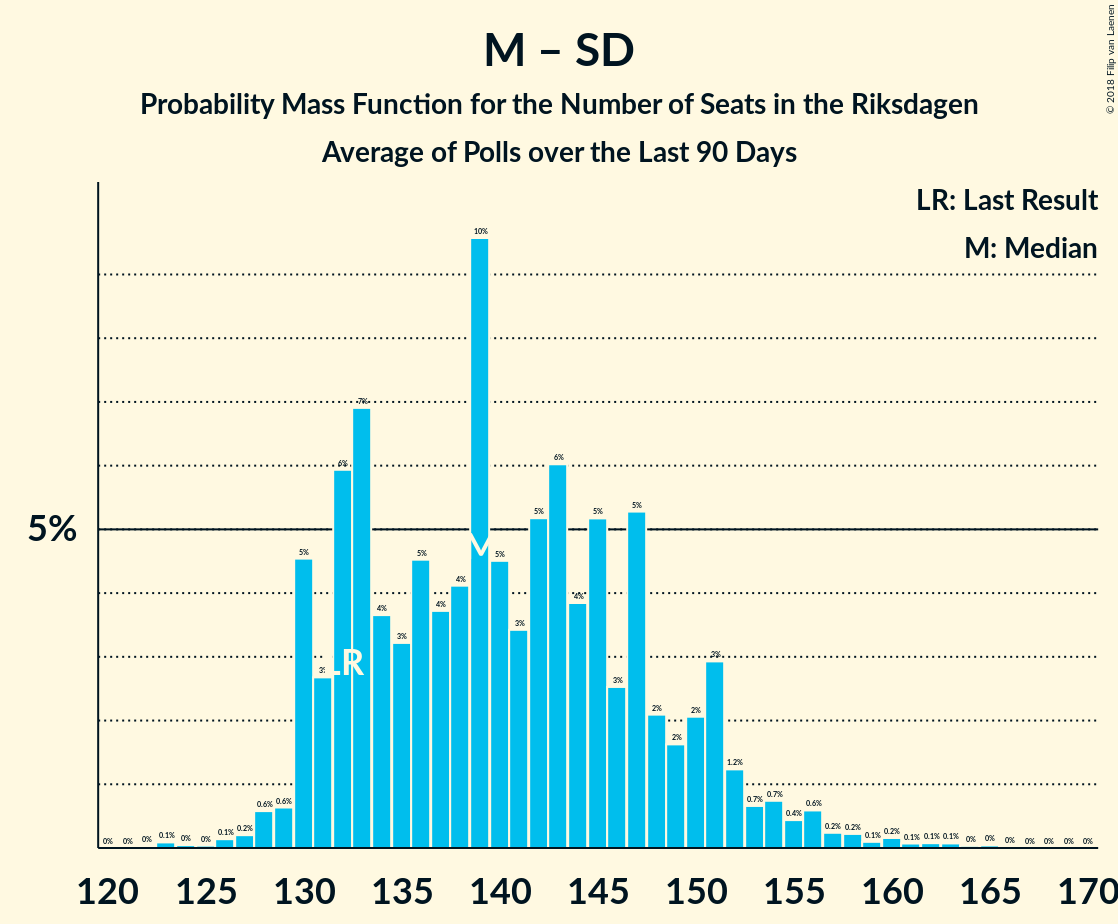 M – SD
Probability Mass Function for the Number of Seats in the Riksdagen
Average of Polls over the Last 90 Days
© 2018 Filip van Laenen
LR: Last Result
M: Median
5%
0% 0% 0% 0.1% 0% 0% 0.1% 0.2% 0.6% 0.6% 5% 3% 6% 7% 4% 3% 5% 4% 4% 10% 5% 3% 5% 6% 4% 5% 3% 5% 2% 2% 2% 3% 1.2% 0.7% 0.7% 0.4% 0.6% 0.2% 0.2% 0.1% 0.2% 0.1% 0.1% 0.1% 0% 0% 0% 0% 0% 0% 0%
LR
M
120 125 130 135 140 145 150 155 160 165 170